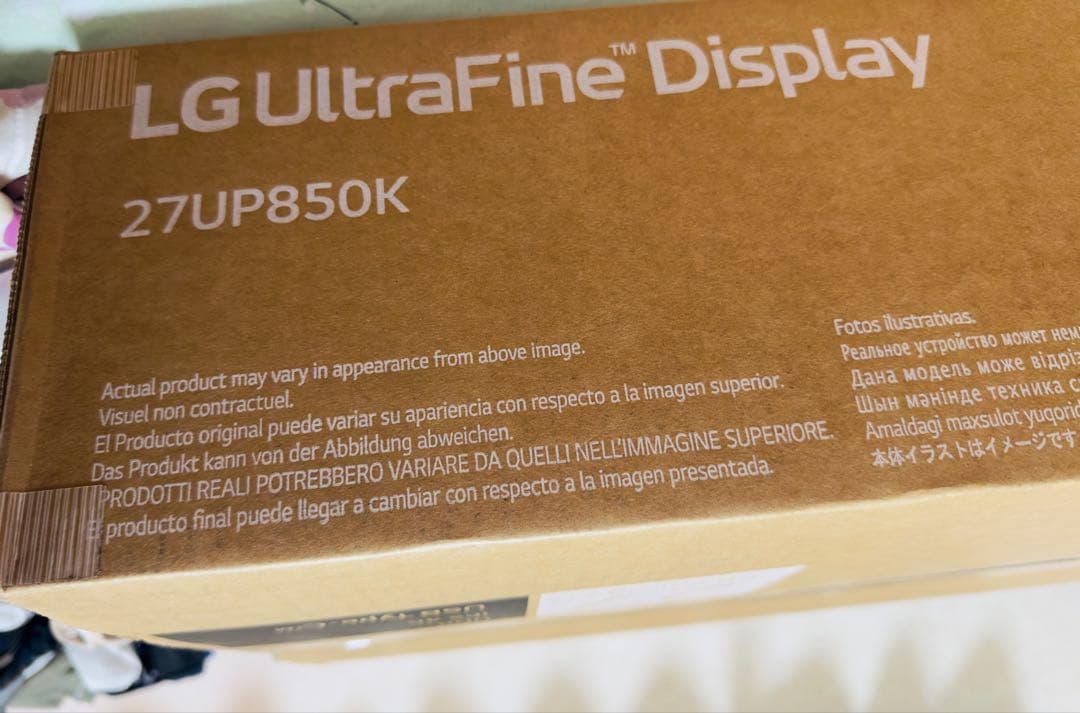 LG UltraFine™ Display
27UP850K
Actual product may vary in appearance from above image.
Visuel non contractuel.
El Producto original puede variar su apariencia con respecto a la imagen superior.
Das Produkt kann von der Abbildung abweichen.
PRODOTTI REALI POTREBBERO VARIARE DA QUELLI NELL'IMMAGINE SUPERIORE.
El producto final puede llegar a cambiar con respecto a la imagen presentada.
Fotos ilustrativas.
Реальное устройство может
Дана модель може
Шын мәнінде техника
Amaldagi maxsulot
本体イラストはイメージです